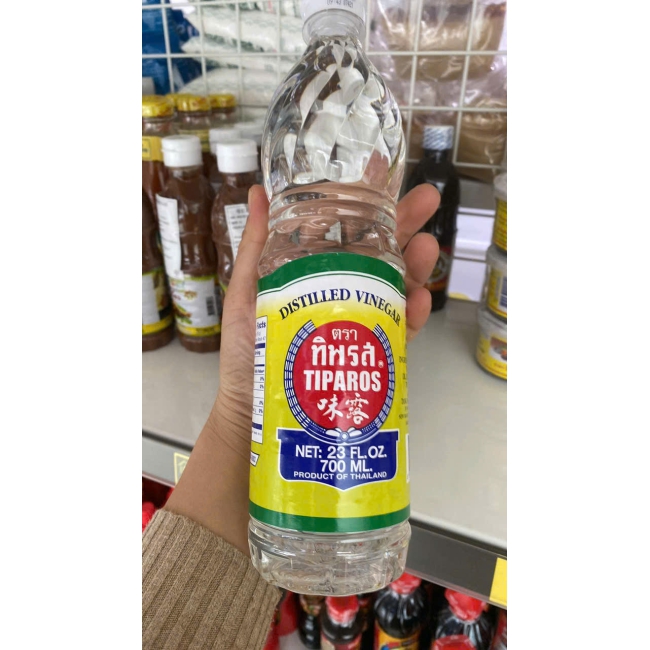 DISTILLED VINEGAR
ตรา
ทิพรส
TIPAROS
味露
NET: 23 FL. OZ.
700 ML.
PRODUCT OF THAILAND